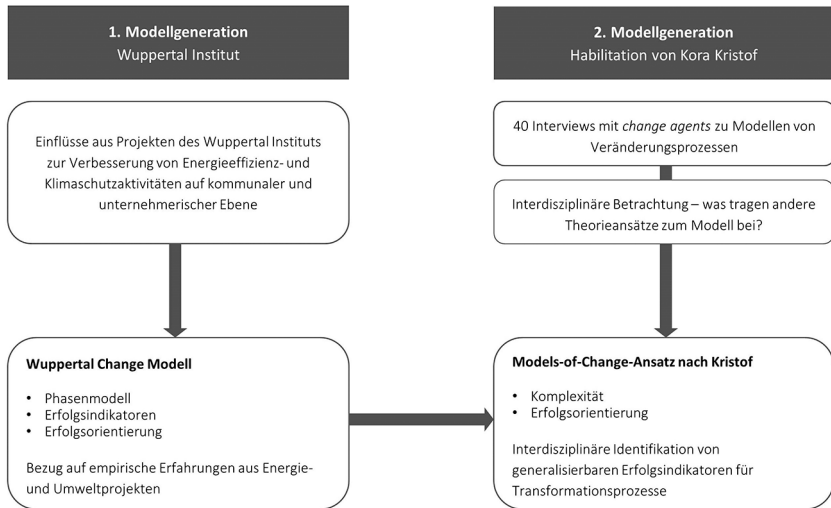 1. Modellgeneration
Wuppertal Institut
Einflüsse aus Projekten des Wuppertal Instituts
zur Verbesserung von Energieeffizienz- und
Klimaschutzaktivitäten auf kommunaler und
unternehmerischer Ebene
Wuppertal Change Modell
• Phasenmodell
• Erfolgsindikatoren
• Erfolgsorientierung
Bezug auf empirische Erfahrungen aus Energie-
und Umweltprojekten
2. Modellgeneration
Habilitation von Kora Kristof
40 Interviews mit change agents zu Modellen von
Veränderungsprozessen
Interdisziplinäre Betrachtung – was tragen andere
Theorieansätze zum Modell bei?
Models-of-Change-Ansatz nach Kristof
• Komplexität
• Erfolgsorientierung
Interdisziplinäre Identifikation von
generalisierbaren Erfolgsindikatoren für
Transformationsprozesse